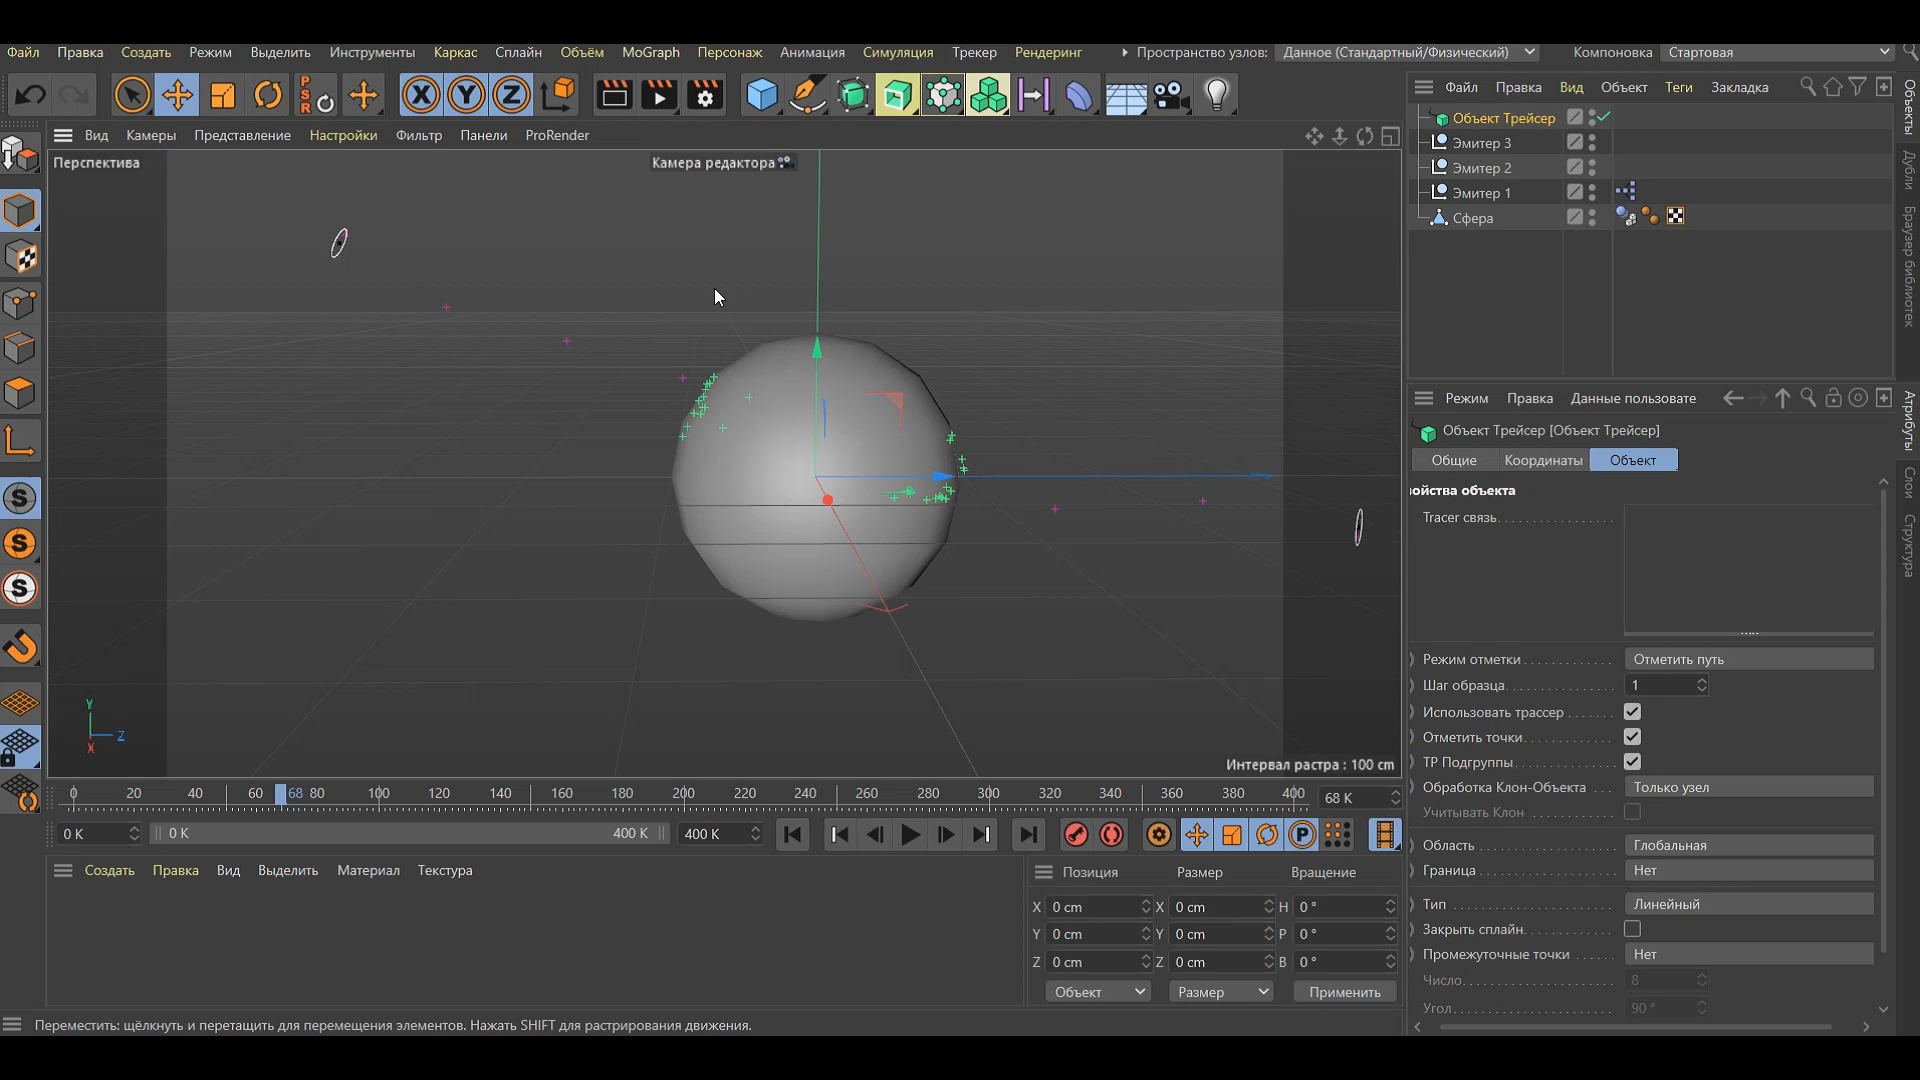 Файл Правка Создать Режим Выделить Инструменты Каркас Сплайн Объём MoGraph Персонаж Анимация Симуляция Трекер Рендеринг Пространство узлов: Данное (Стандартный/Физический) Компоновка Стартовая
X Y Z
PSR
Файл Правка Вид Объект Теги Закладка
Вид Камеры Представление Настройки Фильтр Панели ProRender
Перспектива
Камера редактора
Объект Трейсер
Эмитер 3
Эмитер 2
Эмитер 1
Сфера
Объекты
Дубли
Браузер библиотек
Режим Правка Данные пользовате
Объект Трейсер [Объект Трейсер]
Общие Координаты Объект
ойства объекта
Tracer связь
Режим отметки Отметить путь
Шаг образца 1
Использовать трассер
Отметить точки
ТР Подгруппы
Обработка Клон-Объекта Только узел
Учитывать Клон
Область Глобальная
Граница Нет
Тип Линейный
Закрыть сплайн
Промежуточные точки Нет
Число 8
Угол 90 °
Атрибуты
Слои
Структура
S
S
S
Y
Z
X
Интервал растра : 100 cm
0 20 40 60 68 80 100 120 140 160 180 200 220 240 260 280 300 320 340 360 380 400 68 K
0 K 0 K 400 K 400 K P
Создать Правка Вид Выделить Материал Текстура
Позиция Размер Вращение
X 0 cm X 0 cm H 0 °
Y 0 cm Y 0 cm P 0 °
Z 0 cm Z 0 cm B 0 °
Объект Размер Применить
Переместить: щёлкнуть и перетащить для перемещения элементов. Нажать SHIFT для растрирования движения.